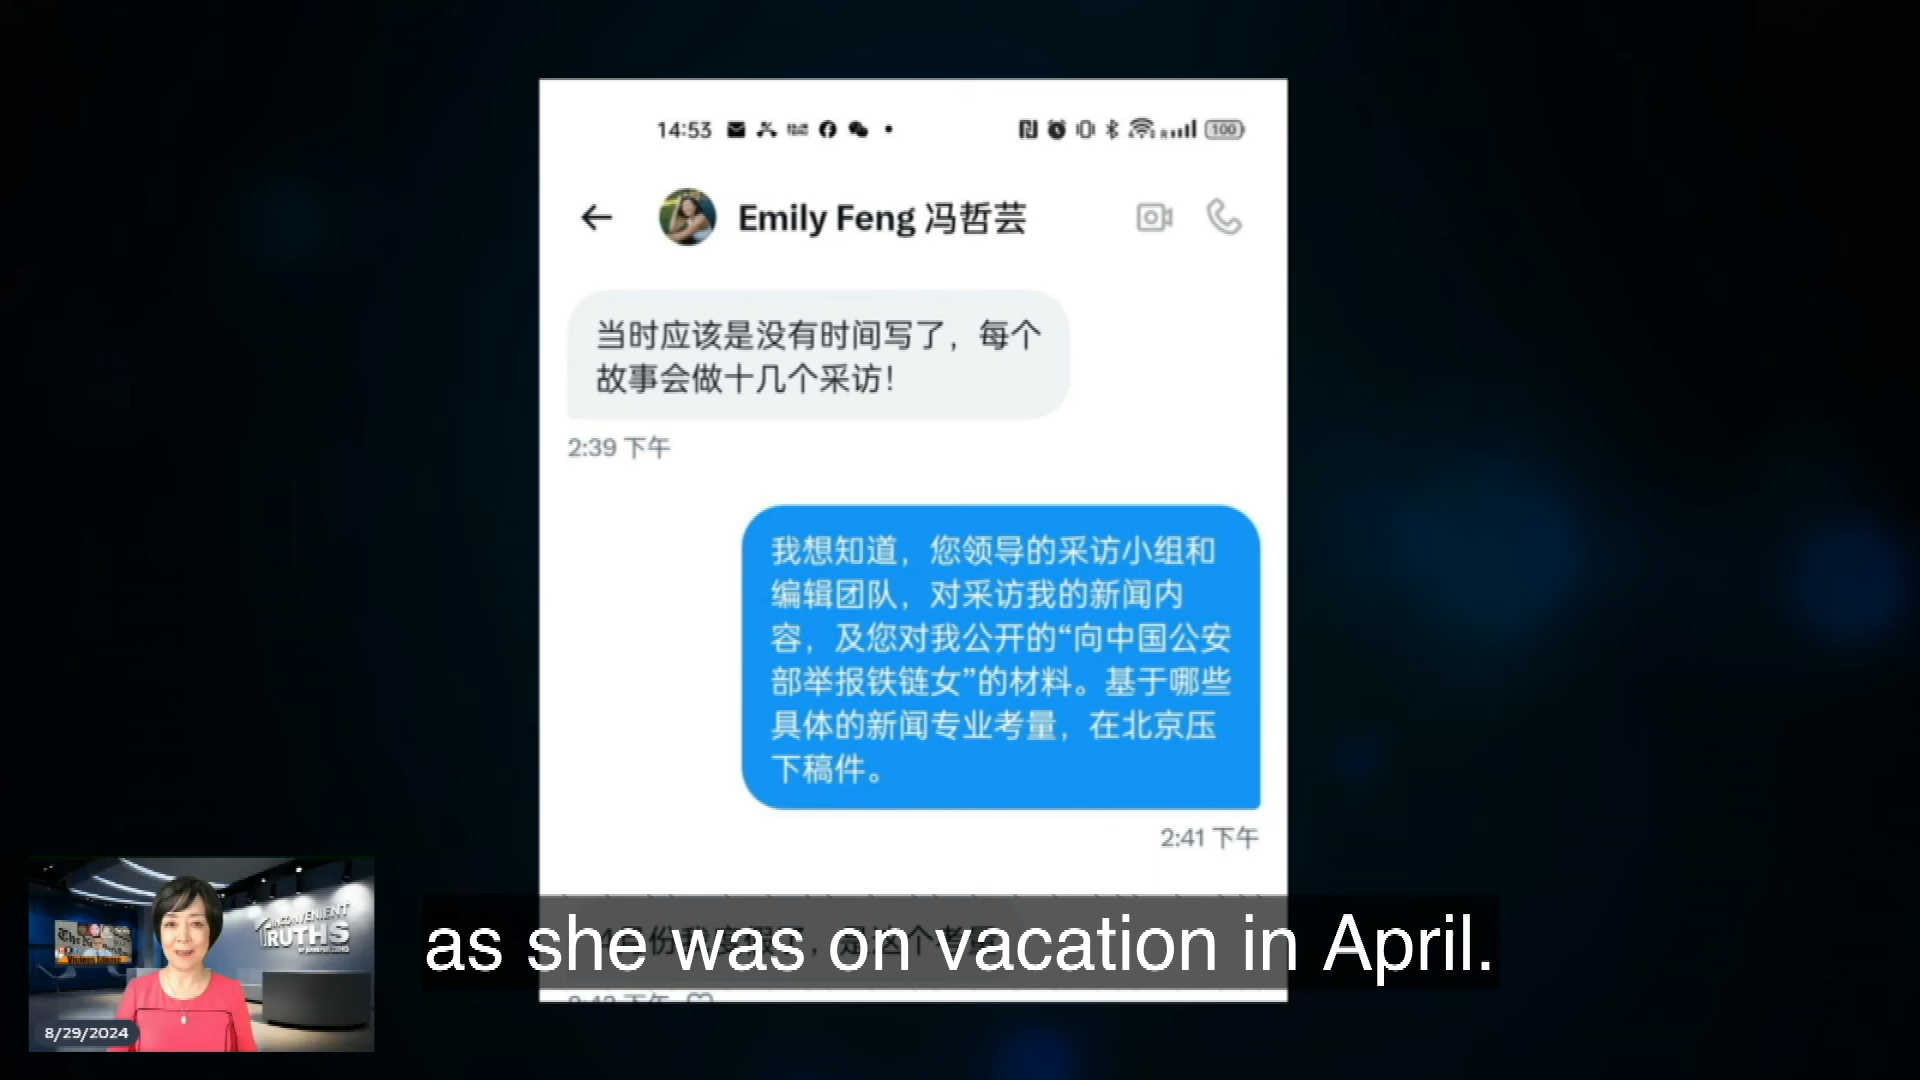 14:53
100
Emily Feng 冯哲芸
当时应该是没有时间写了，每个
故事会做十几个采访！
2:39 下午
我想知道，您领导的采访小组和
编辑团队，对采访我的新闻内
容，及您对我公开的“向中国公安
部举报铁链女”的材料。基于哪些
具体的新闻专业考量，在北京压
下稿件。
2:41 下午
as she was on vacation in April.
INCONVENIENT
TRUTHS
8/29/2024